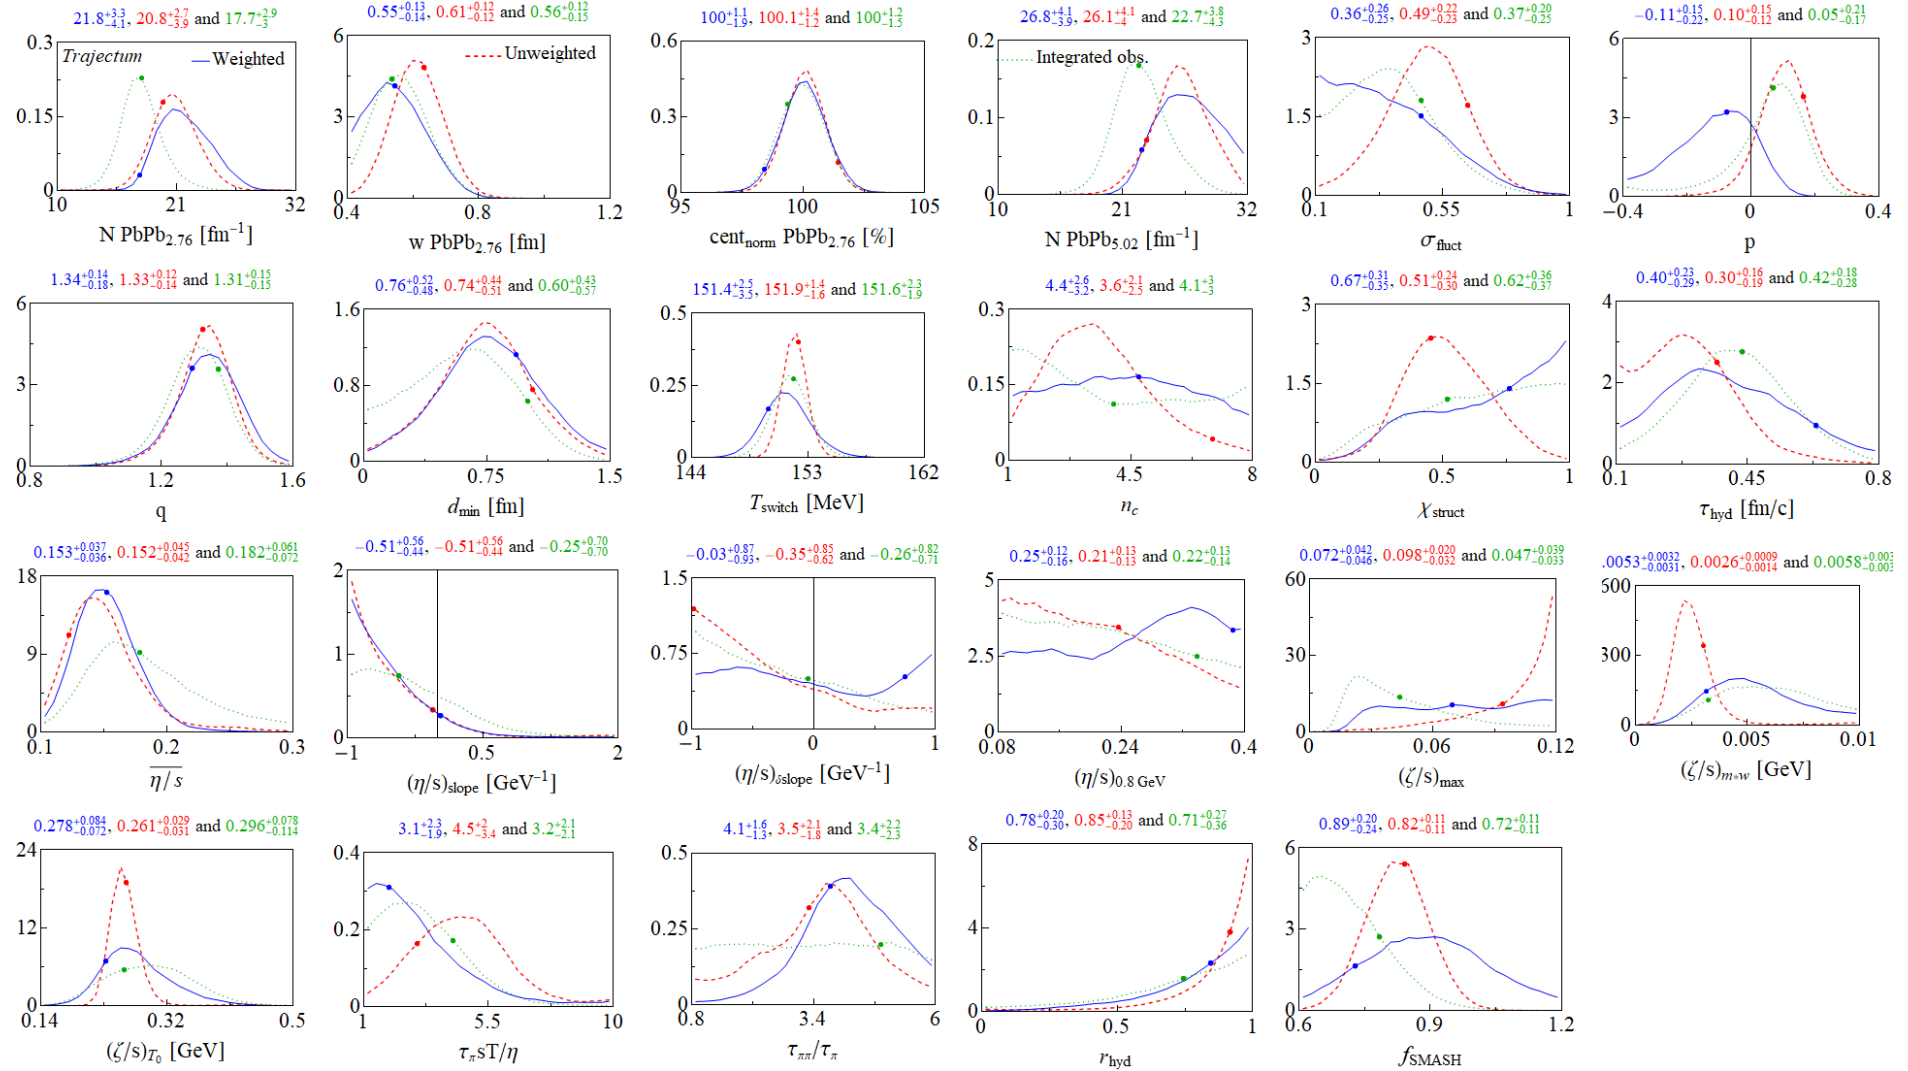 21.8+3.3−4.1, 20.8+2.7−3.9 and 17.7+2.9−3
0.55+0.13−0.14, 0.61+0.12−0.12 and 0.56+0.12−0.15
100+1.1−1.9, 100.1+1.4−1.2 and 100+1.2−1.5
26.8+4.1−3.9, 26.1+4.1−4 and 22.7+3.8−4.3
0.36+0.26−0.25, 0.49+0.22−0.23 and 0.37+0.20−0.25
−0.11+0.15−0.22, 0.10+0.15−0.12 and 0.05+0.21−0.17
Trajectum
Weighted
Unweighted
Integrated obs.
0.3
0.15
0
10 21 32
N PbPb2.76 [fm−1]
6
3
0
0.4 0.8 1.2
w PbPb2.76 [fm]
0.6
0.3
0
95 100 105
centnorm PbPb2.76 [%]
0.2
0.1
0
10 21 32
N PbPb5.02 [fm−1]
3
1.5
0
0.1 0.55 1
σfluct
6
3
0
−0.4 0 0.4
p
1.34+0.14−0.18, 1.33+0.12−0.14 and 1.31+0.15−0.15
0.76+0.52−0.48, 0.74+0.44−0.51 and 0.60+0.43−0.57
151.4+2.5−3.5, 151.9+1.4−1.6 and 151.6+2.3−1.9
4.4+2.6−3.2, 3.6+2.1−2.5 and 4.1+3−3
0.67+0.31−0.35, 0.51+0.24−0.30 and 0.62+0.36−0.37
0.40+0.23−0.29, 0.30+0.16−0.19 and 0.42+0.18−0.28
6
3
0
0.8 1.2 1.6
q
1.6
0.8
0
0 0.75 1.5
dmin [fm]
0.5
0.25
0
144 153 162
Tswitch [MeV]
0.3
0.15
0
1 4.5 8
nc
3
1.5
0
0 0.5 1
χstruct
4
2
0
0.1 0.45 0.8
τhyd [fm/c]
0.153+0.037−0.036, 0.152+0.045−0.042 and 0.182+0.061−0.072
−0.51+0.56−0.44, −0.51+0.56−0.44 and −0.25+0.70−0.70
−0.03+0.87−0.93, −0.35+0.85−0.62 and −0.26+0.82−0.71
0.25+0.12−0.16, 0.21+0.13−0.13 and 0.22+0.13−0.14
0.072+0.042−0.046, 0.098+0.020−0.032 and 0.047+0.039−0.033
.0053+0.0032−0.0031, 0.0026+0.0009−0.0014 and 0.0058+0.003−0.003
18
9
0
0.1 0.2 0.3
η/s
2
1
0
−1 0.5 2
(η/s)slope [GeV−1]
1.5
0.75
0
−1 0 1
(η/s)δslope [GeV−1]
5
2.5
0
0.08 0.24 0.4
(η/s)0.8 GeV
60
30
0
0 0.06 0.12
(ζ/s)max
600
300
0
0 0.005 0.01
(ζ/s)m*w [GeV]
0.278+0.084−0.072, 0.261+0.029−0.031 and 0.296+0.078−0.114
3.1+2.3−1.9, 4.5+2−3.4 and 3.2+2.1−2.1
4.1+1.6−1.3, 3.5+2.1−1.8 and 3.4+2.2−2.3
0.78+0.20−0.30, 0.85+0.13−0.20 and 0.71+0.27−0.36
0.89+0.20−0.24, 0.82+0.11−0.11 and 0.72+0.11−0.11
24
12
0
0.14 0.32 0.5
(ζ/s)T0 [GeV]
0.4
0.2
0
1 5.5 10
τπsT/η
0.5
0.25
0
0.8 3.4 6
τππ/τπ
8
4
0
0 0.5 1
rhyd
6
3
0
0.6 0.9 1.2
fSMASH